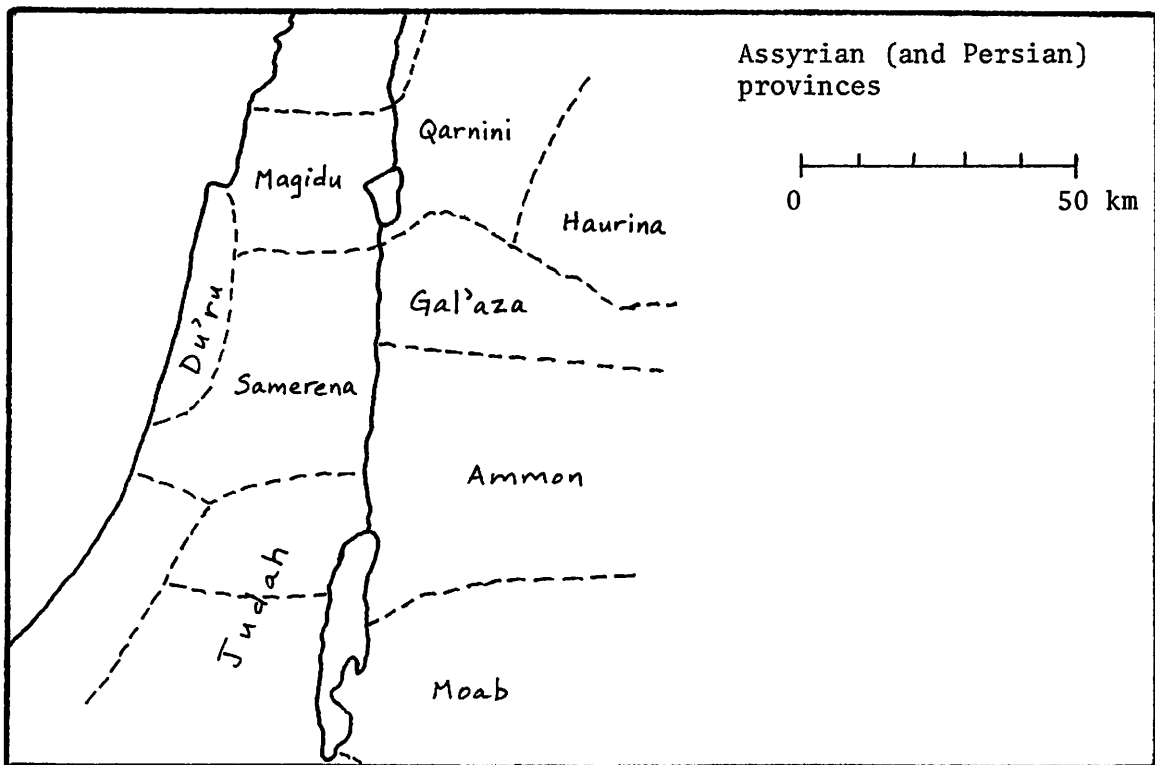 Assyrian (and Persian)
provinces
0 50 km
Qarnini
Magidu
Haurina
Du'ru
Gal'aza
Samerena
Ammon
Judah
Moab